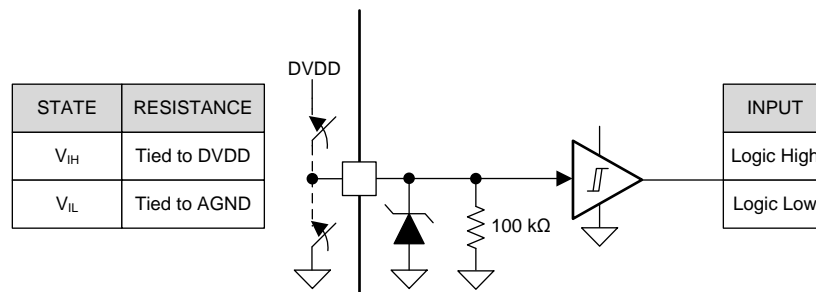 DVDD
STATE RESISTANCE
V_IH Tied to DVDD
V_IL Tied to AGND
100 kΩ
INPUT
Logic High
Logic Low